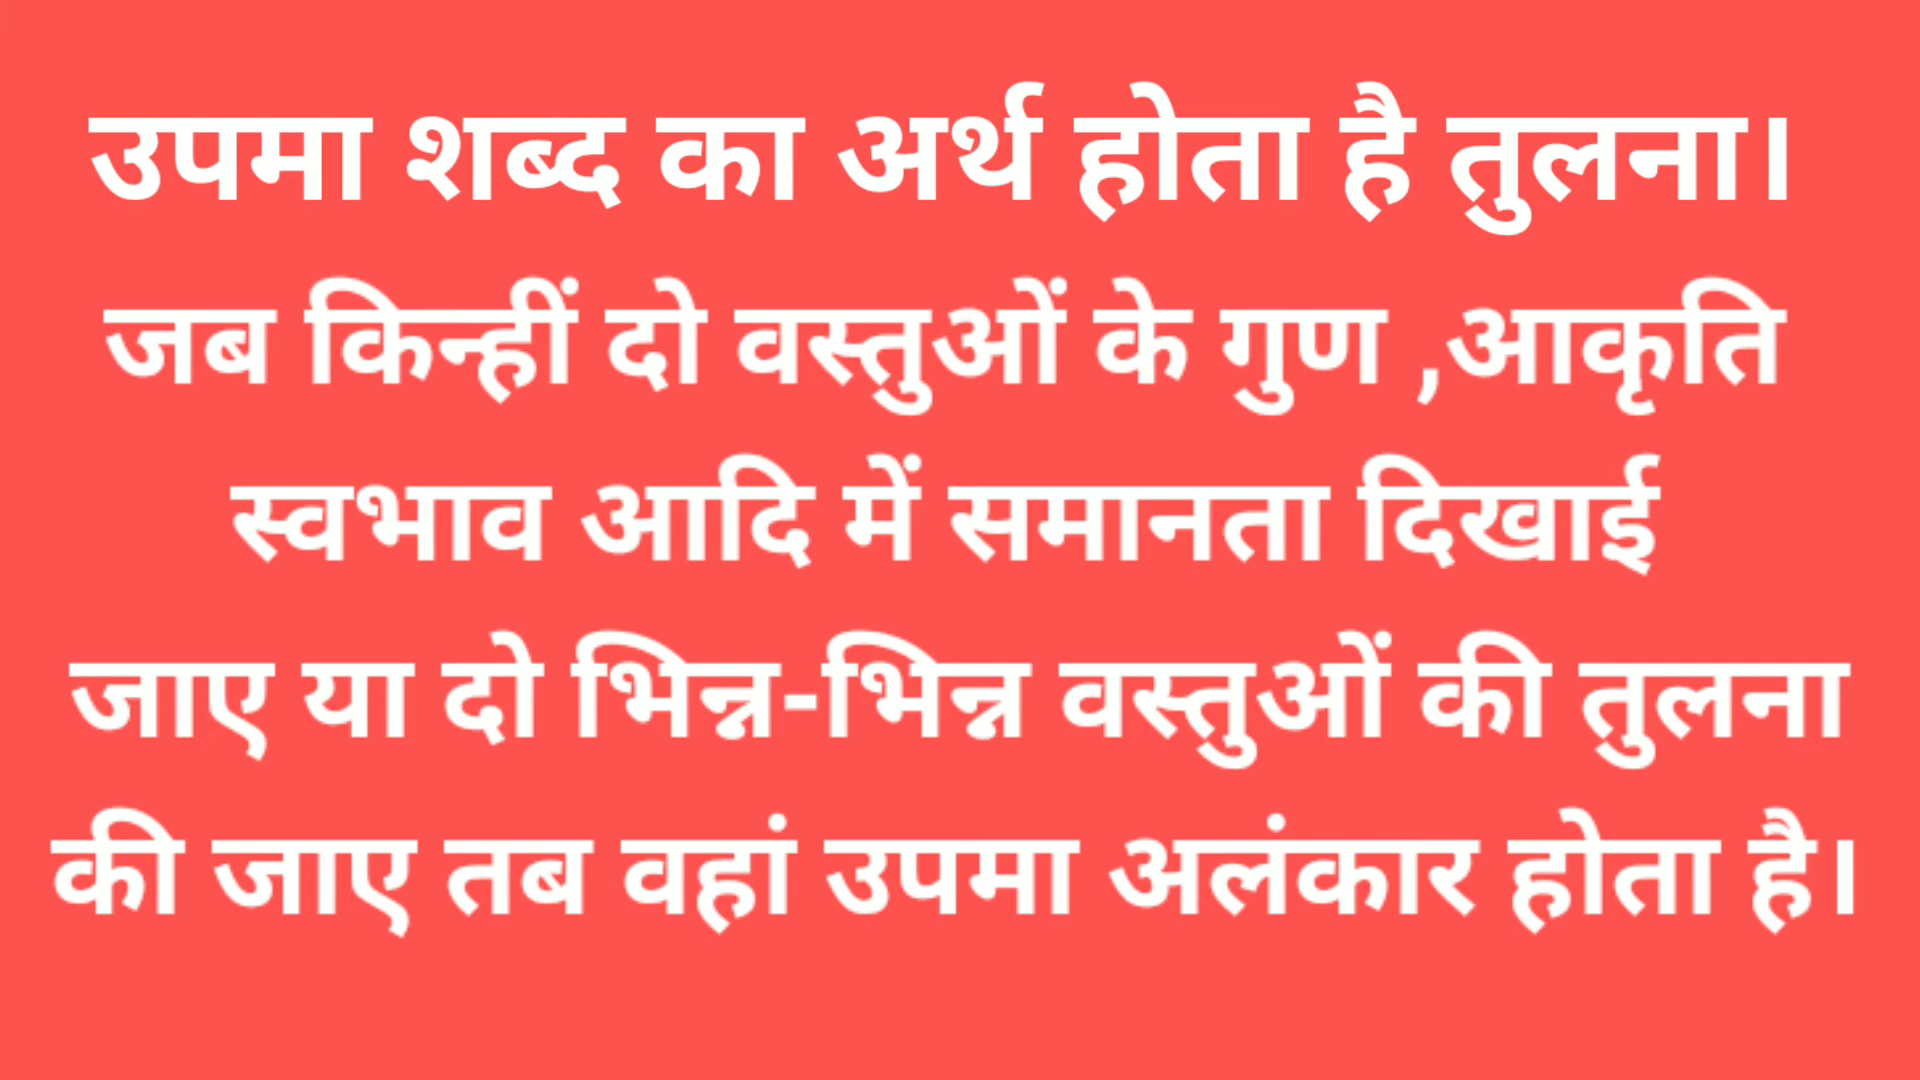 उपमा शब्द का अर्थ होता है तुलना।
जब किन्हीं दो वस्तुओं के गुण ,आकृति
स्वभाव आदि में समानता दिखाई
जाए या दो भिन्न-भिन्न वस्तुओं की तुलना
की जाए तब वहां उपमा अलंकार होता है।